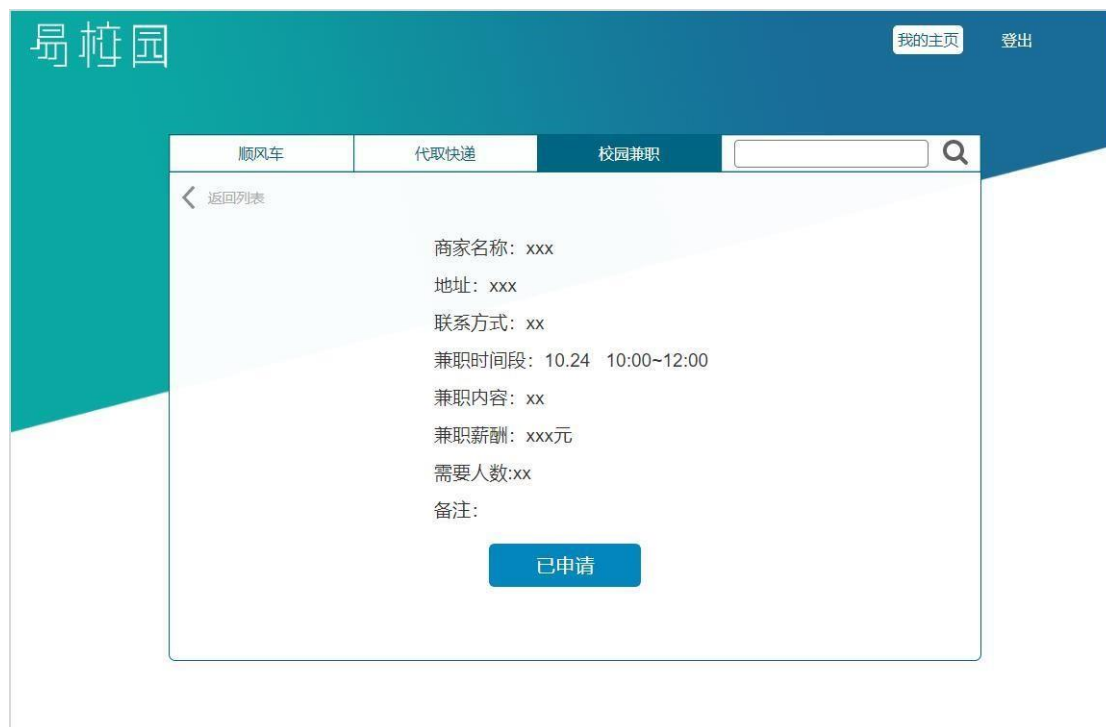 易校园
我的主页 登出
顺风车 代取快递 校园兼职
返回列表
商家名称：xxx
地址：xxx
联系方式：xx
兼职时间段：10.24 10:00~12:00
兼职内容：xx
兼职薪酬：xxx元
需要人数:xx
备注：
已申请